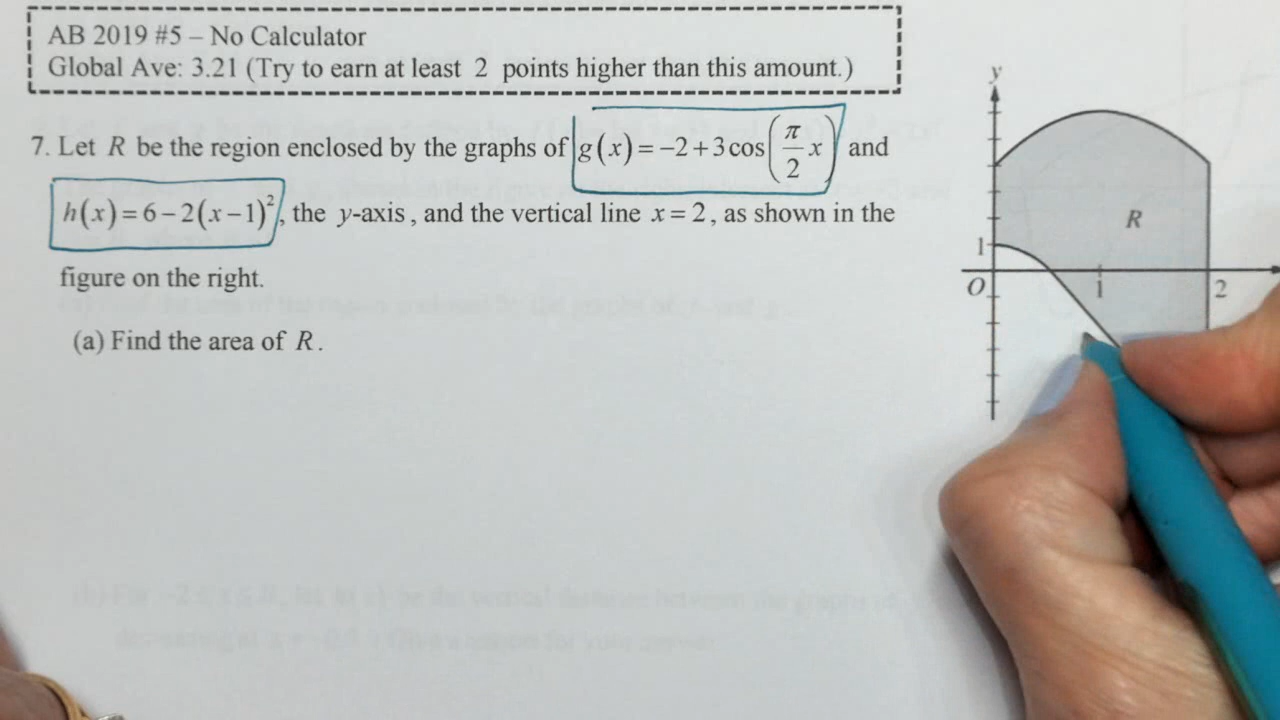 AB 2019 #5 – No Calculator
Global Ave: 3.21 (Try to earn at least 2 points higher than this amount.)
7. Let R be the region enclosed by the graphs of g(x) = −2 + 3cos(π/2 x) and
h(x) = 6 − 2(x − 1)², the y-axis, and the vertical line x = 2, as shown in the
figure on the right.
(a) Find the area of R.
y
R
1
O
1
2